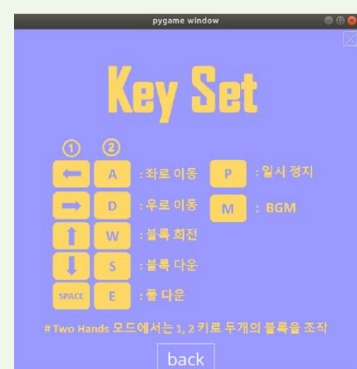 pygame window
Key Set
① ②
← A : 좌로 이동 P : 일시 정지
→ D : 우로 이동 M : BGM
↑ W : 블록 회전
↓ S : 블록 다운
SPACE E : 풀 다운
# Two Hands 모드에서는 1, 2 키로 두개의 블록을 조작
back